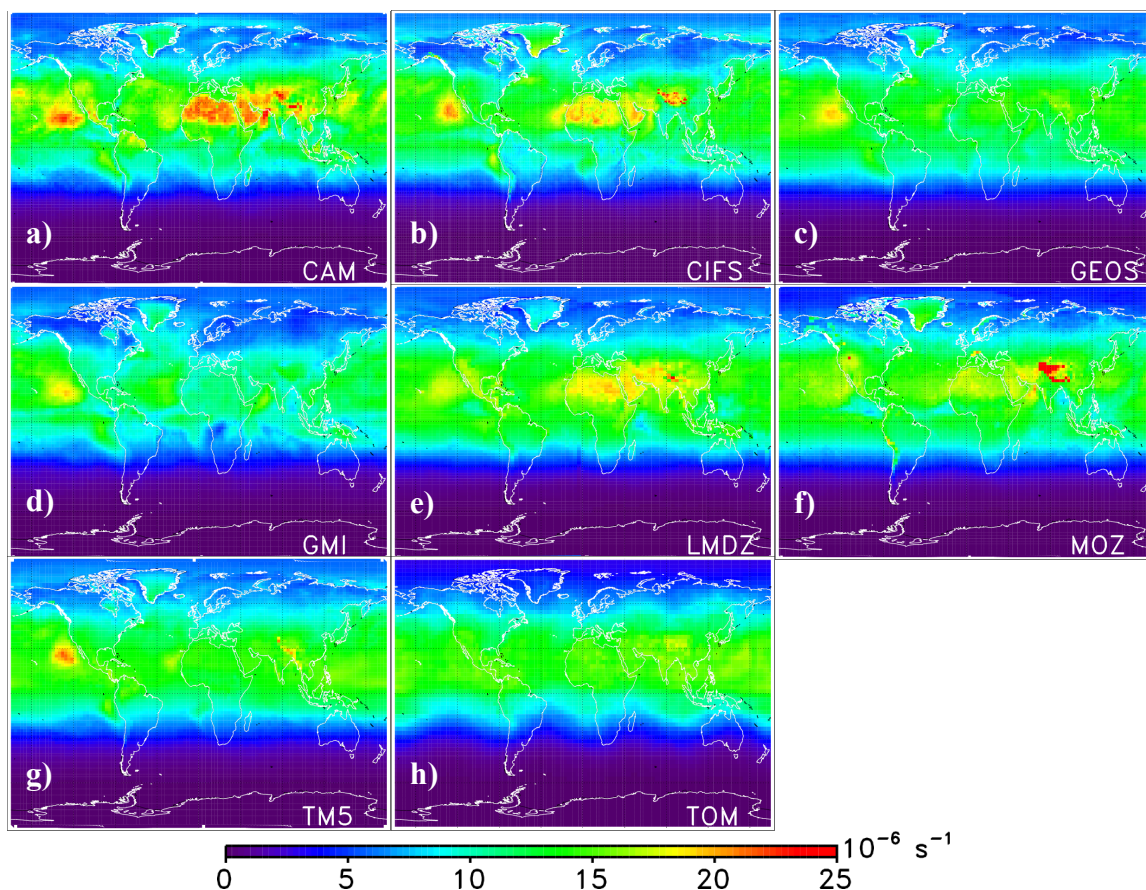 a)
CAM
b)
CIFS
c)
GEOS
d)
GMI
e)
LMDZ
f)
MOZ
g)
TM5
h)
TOM
0 5 10 15 20 25 10⁻⁶ s⁻¹